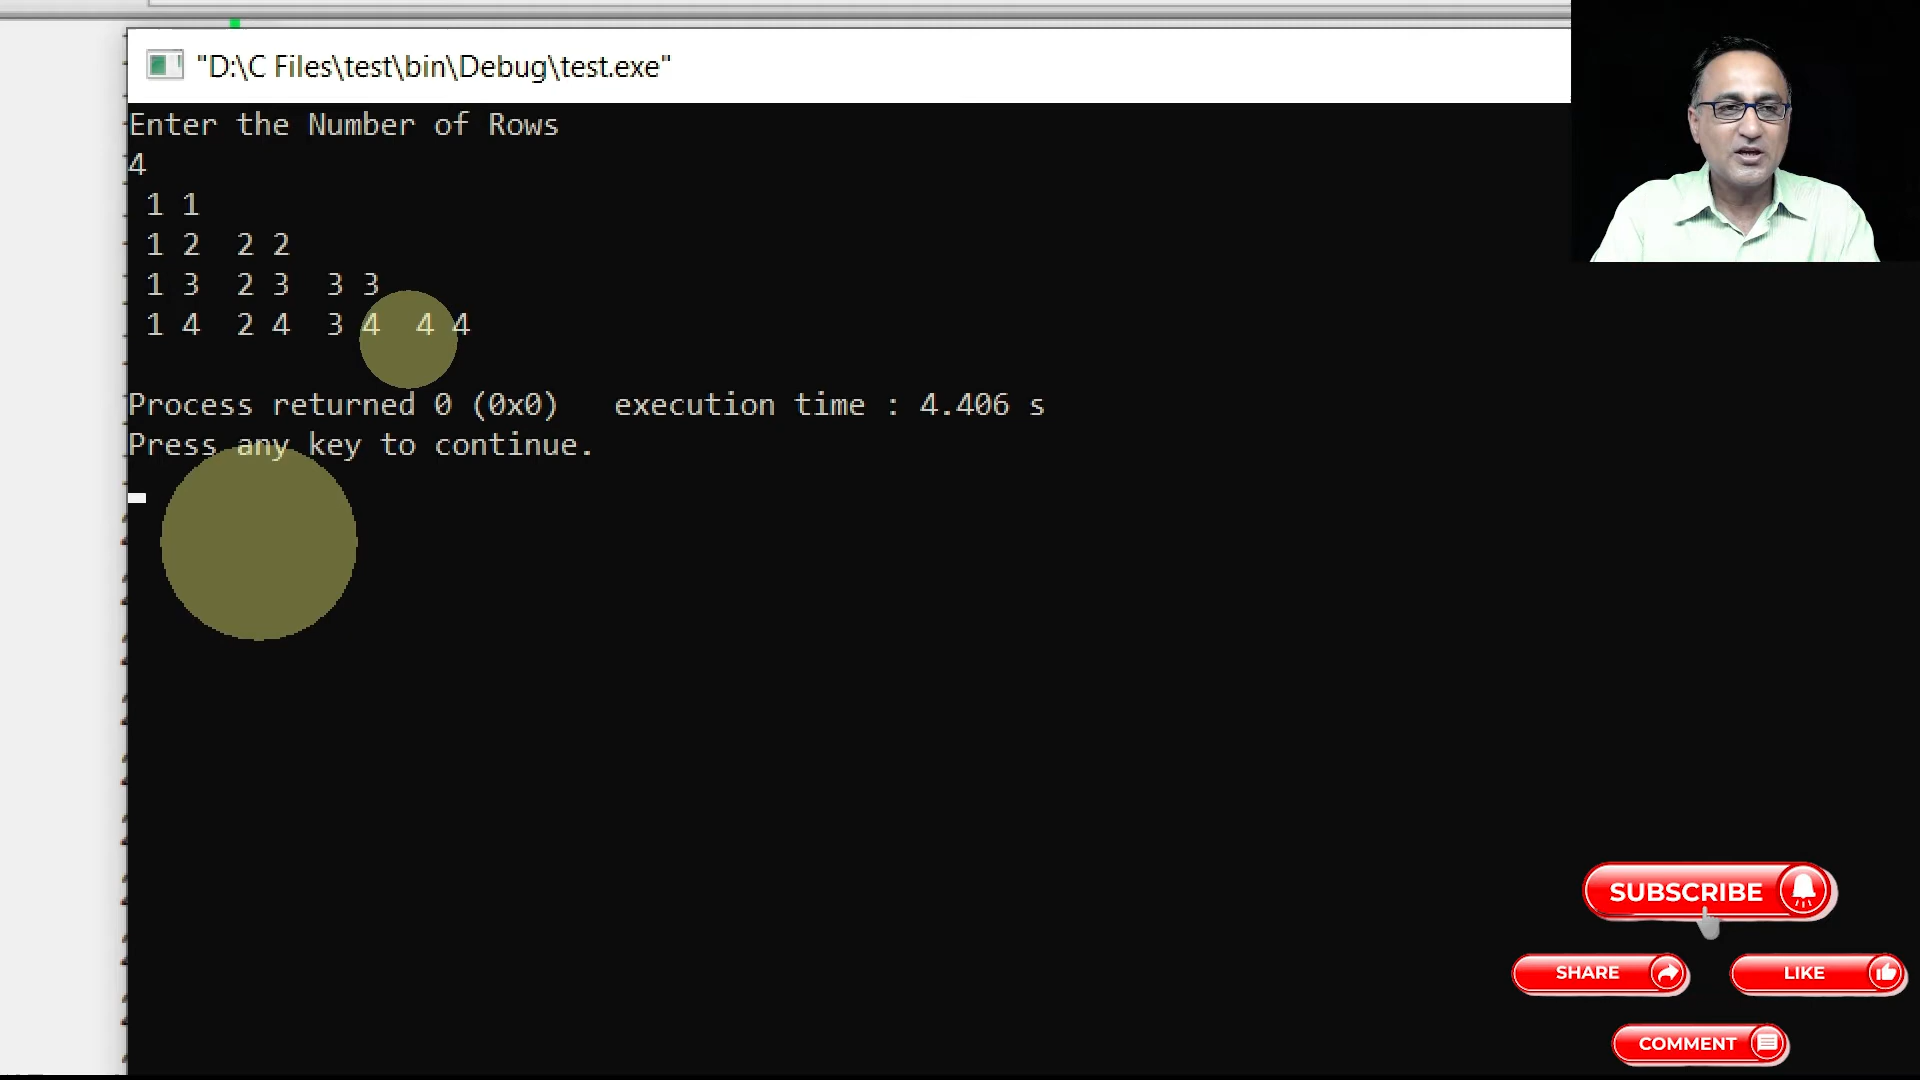 "D:\C Files\test\bin\Debug\test.exe"
Enter the Number of Rows
4
1 1
1 2  2 2
1 3  2 3  3 3
1 4  2 4  3 4  4 4
Process returned 0 (0x0)   execution time : 4.406 s
Press any key to continue.
SUBSCRIBE
SHARE
LIKE
COMMENT